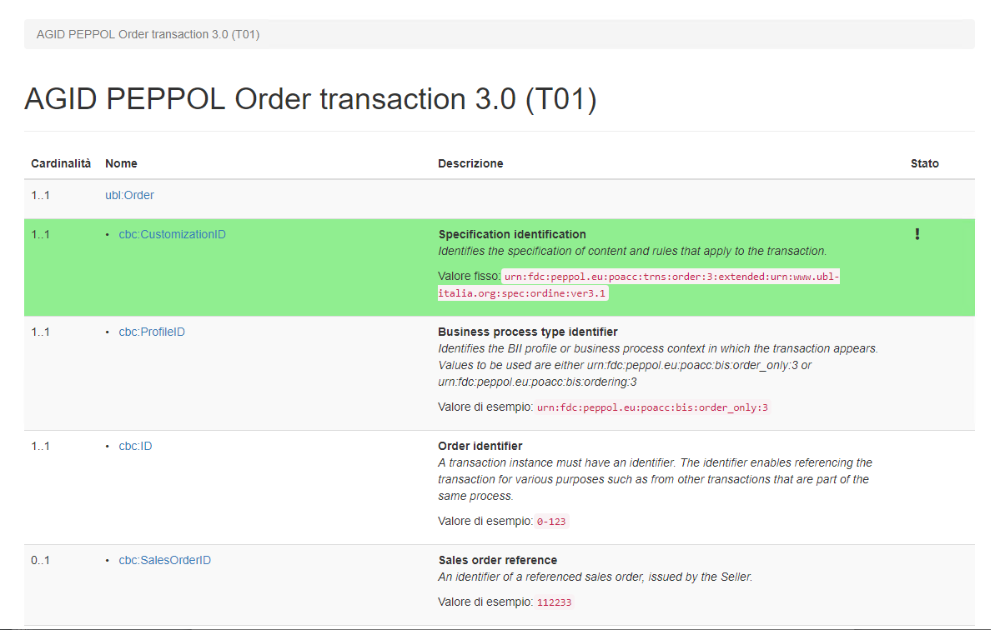 AGID PEPPOL Order transaction 3.0 (T01)
AGID PEPPOL Order transaction 3.0 (T01)
Cardinalità Nome Descrizione Stato
1..1 ubl:Order
1..1 • cbc:CustomizationID Specification identification !
Identifies the specification of content and rules that apply to the transaction.
Valore fisso: urn:fdc:peppol.eu:poacc:trns:order:3:extended:urn:www.ubl-
italia.org:spec:ordine:ver3.1
1..1 • cbc:ProfileID Business process type identifier
Identifies the BII profile or business process context in which the transaction appears.
Values to be used are either urn:fdc:peppol.eu:poacc:bis:order_only:3 or
urn:fdc:peppol.eu:poacc:bis:ordering:3
Valore di esempio: urn:fdc:peppol.eu:poacc:bis:order_only:3
1..1 • cbc:ID Order identifier
A transaction instance must have an identifier. The identifier enables referencing the
transaction for various purposes such as from other transactions that are part of the
same process.
Valore di esempio: 0-123
0..1 • cbc:SalesOrderID Sales order reference
An identifier of a referenced sales order, issued by the Seller.
Valore di esempio: 112233